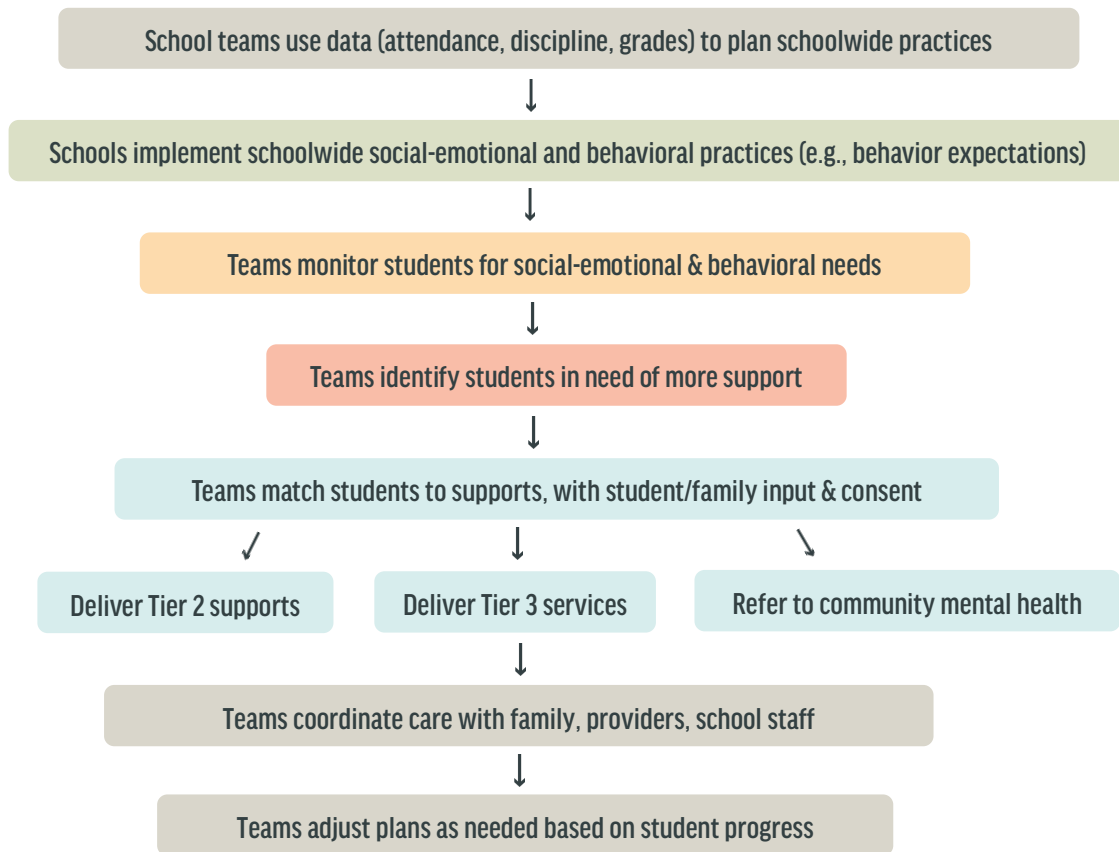 School teams use data (attendance, discipline, grades) to plan schoolwide practices
Schools implement schoolwide social-emotional and behavioral practices (e.g., behavior expectations)
Teams monitor students for social-emotional & behavioral needs
Teams identify students in need of more support
Teams match students to supports, with student/family input & consent
Deliver Tier 2 supports
Deliver Tier 3 services
Refer to community mental health
Teams coordinate care with family, providers, school staff
Teams adjust plans as needed based on student progress